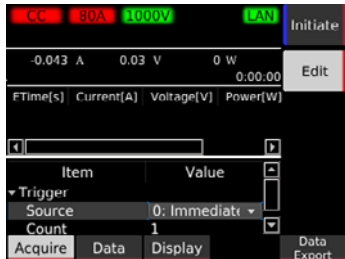 CC 80A 1000V LAN Initiate
-0.043 A 0.03 V 0 W
0:00:00 Edit
ETime[s] Current[A] Voltage[V] Power[W]
Item Value
Trigger
Source 0: Immediate
Count 1
Acquire Data Display Data Export